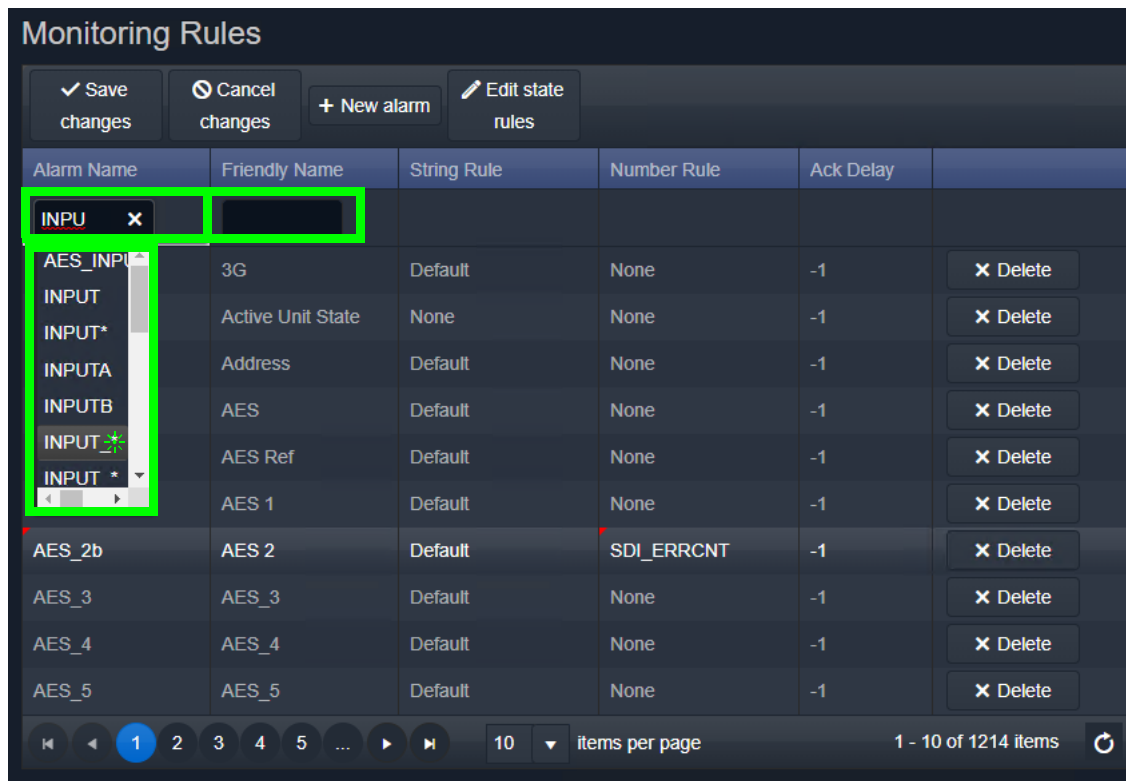 Monitoring Rules
Save changes
Cancel changes
New alarm
Edit state rules
Alarm Name Friendly Name String Rule Number Rule Ack Delay
INPU
AES_INPU
INPUT
INPUT*
INPUTA
INPUTB
INPUT_*
INPUT_*
3G Default None -1 Delete
Active Unit State None None -1 Delete
Address Default None -1 Delete
AES Default None -1 Delete
AES Ref Default None -1 Delete
AES 1 Default None -1 Delete
AES_2b AES 2 Default SDI_ERRCNT -1 Delete
AES_3 AES_3 Default None -1 Delete
AES_4 AES_4 Default None -1 Delete
AES_5 AES_5 Default None -1 Delete
1 2 3 4 5 ... 10 items per page 1 - 10 of 1214 items